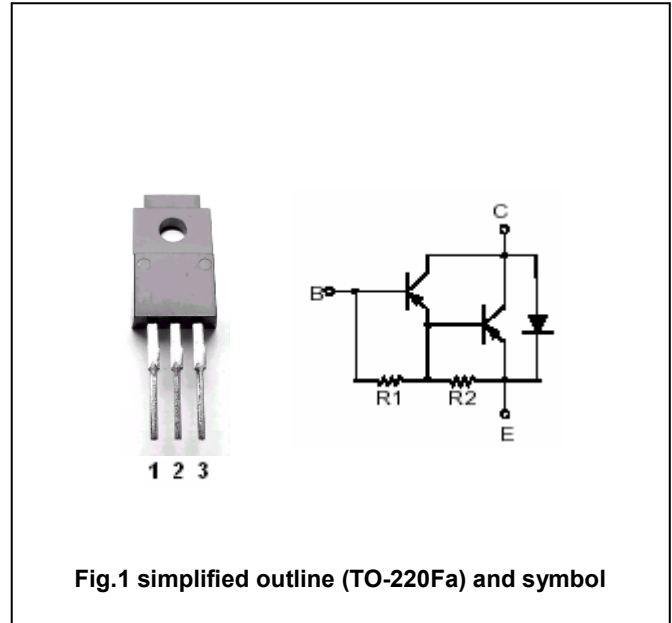 C
B
R1 R2
E
1 2 3
Fig.1 simplified outline (TO-220Fa) and symbol